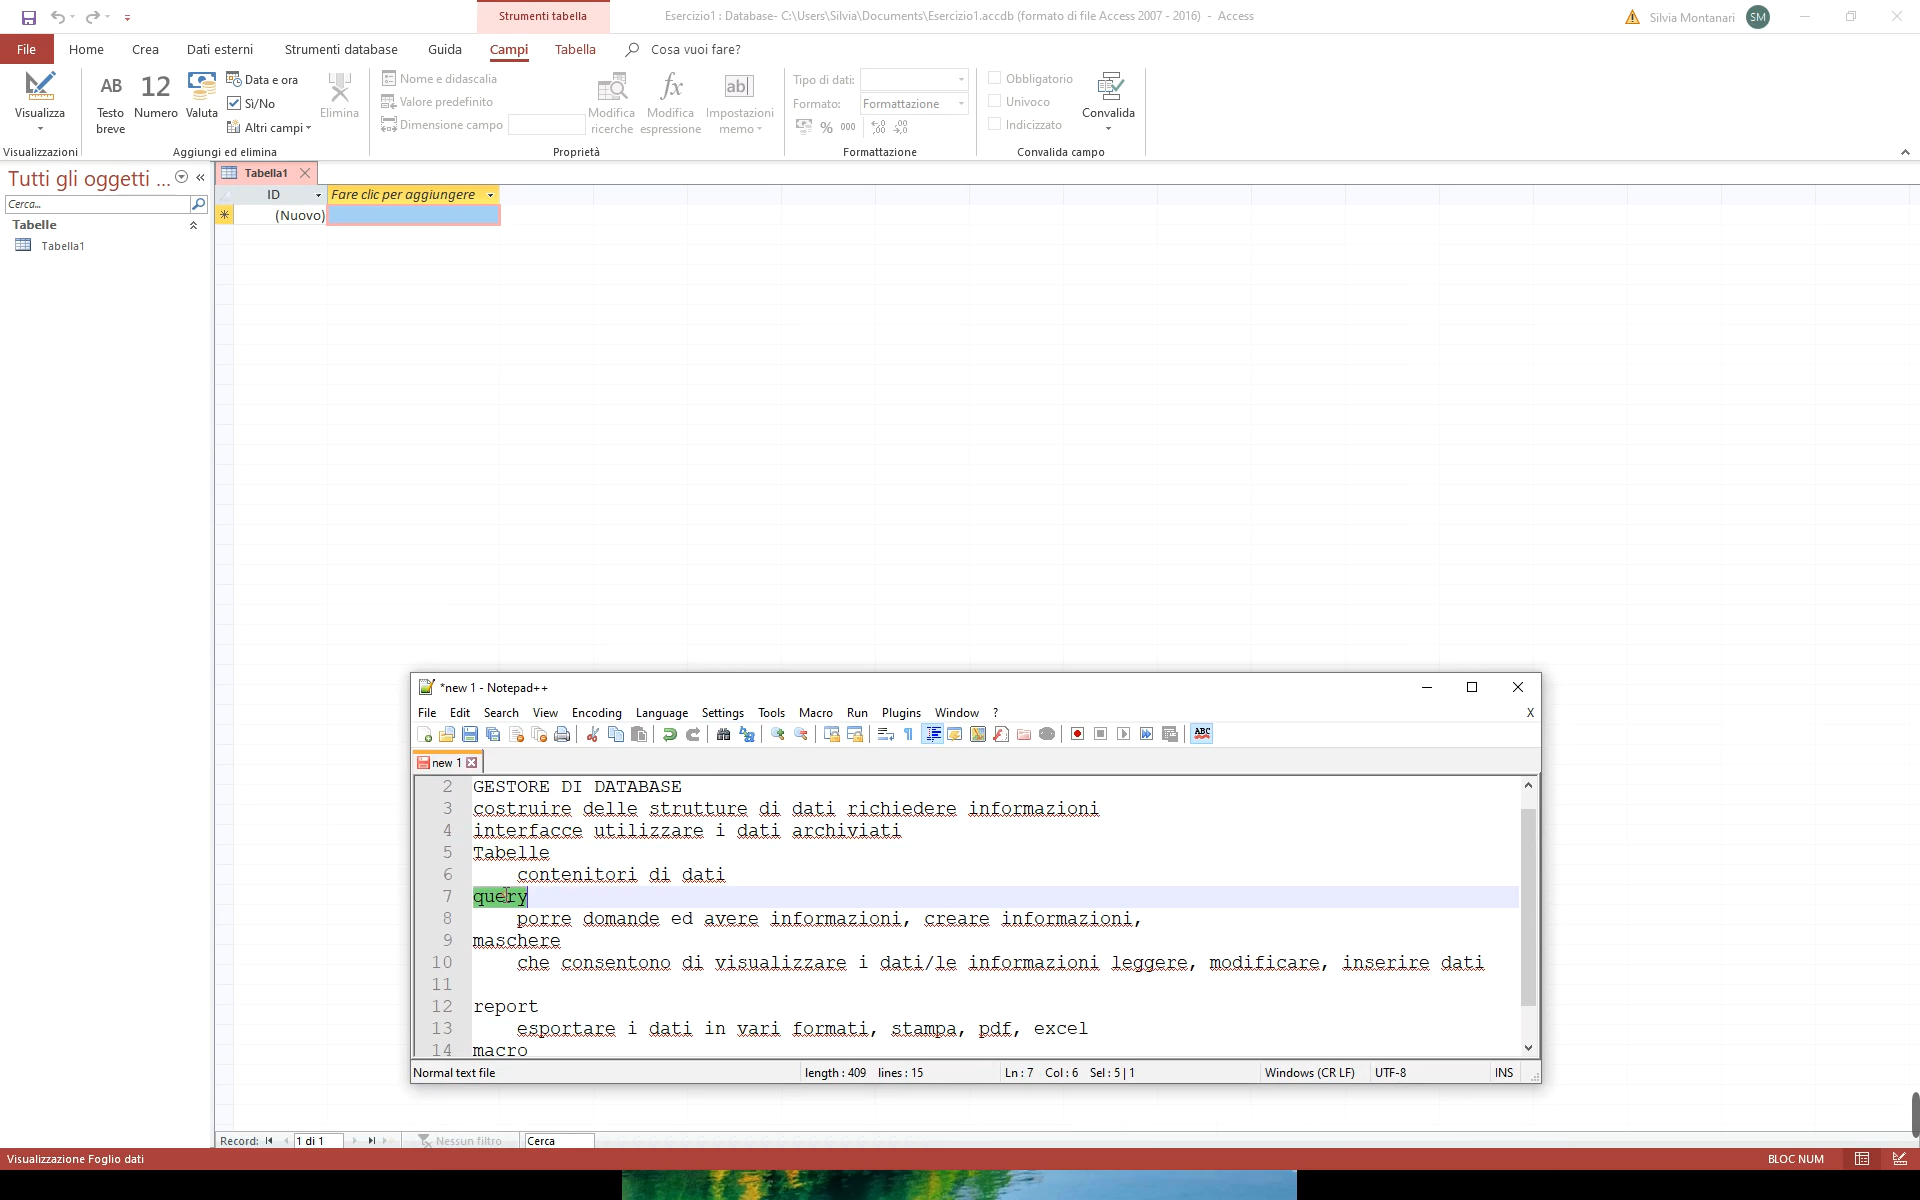 Strumenti tabella
Esercizio1 : Database- C:\Users\Silvia\Documents\Esercizio1.accdb (formato di file Access 2007 - 2016)  -  Access
Silvia Montanari
SM
File
Home
Crea
Dati esterni
Strumenti database
Guida
Campi
Tabella
Cosa vuoi fare?
Visualizza
Visualizzazioni
AB
Testo
breve
12
Numero
Valuta
Data e ora
Sì/No
Altri campi
Elimina
Aggiungi ed elimina
Nome e didascalia
Valore predefinito
Dimensione campo
Modifica
ricerche
fx
Modifica
espressione
ab|
Impostazioni
memo
Proprietà
Tipo di dati:
Formato:
Formattazione
% 000
Formattazione
Obbligatorio
Univoco
Indicizzato
Convalida
Convalida campo
Tutti gli oggetti ...
Cerca...
Tabelle
Tabella1
Tabella1
ID
Fare clic per aggiungere
(Nuovo)
*new 1 - Notepad++
File Edit Search View Encoding Language Settings Tools Macro Run Plugins Window ?
X
ABC
new 1
2 GESTORE DI DATABASE
3 costruire delle strutture di dati richiedere informazioni
4 interfacce utilizzare i dati archiviati
5 Tabelle
6 contenitori di dati
7 query
8 porre domande ed avere informazioni, creare informazioni,
9 maschere
10 che consentono di visualizzare i dati/le informazioni leggere, modificare, inserire dati
11
12 report
13 esportare i dati in vari formati, stampa, pdf, excel
14 macro
Normal text file
length : 409 lines : 15
Ln : 7 Col : 6 Sel : 5 | 1
Windows (CR LF)
UTF-8
INS
Record:
1 di 1
Nessun filtro
Cerca
Visualizzazione Foglio dati
BLOC NUM